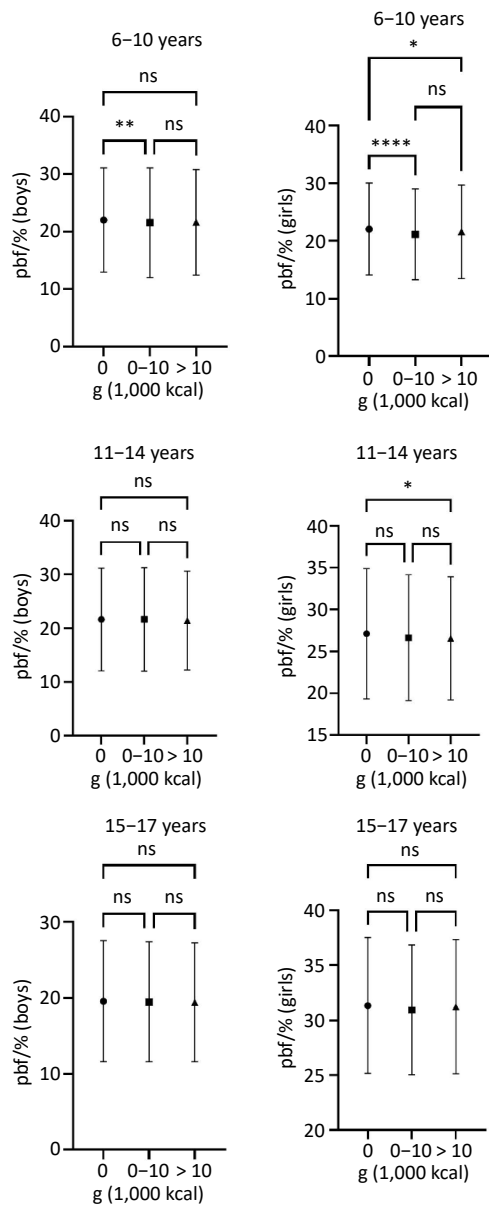 6–10 years
ns
** ns
40
30
20
10
0
pbf/% (boys)
0 0–10 > 10
g (1,000 kcal)
6–10 years
*
ns
****
40
30
20
10
0
pbf/% (girls)
0 0–10 > 10
g (1,000 kcal)
11–14 years
ns
ns ns
40
30
20
10
0
pbf/% (boys)
0 0–10 > 10
g (1,000 kcal)
11–14 years
*
ns ns
40
35
30
25
20
15
pbf/% (girls)
0 0–10 > 10
g (1,000 kcal)
15–17 years
ns
ns ns
30
20
10
0
pbf/% (boys)
0 0–10 > 10
g (1,000 kcal)
15–17 years
ns
ns ns
40
35
30
25
20
pbf/% (girls)
0 0–10 > 10
g (1,000 kcal)